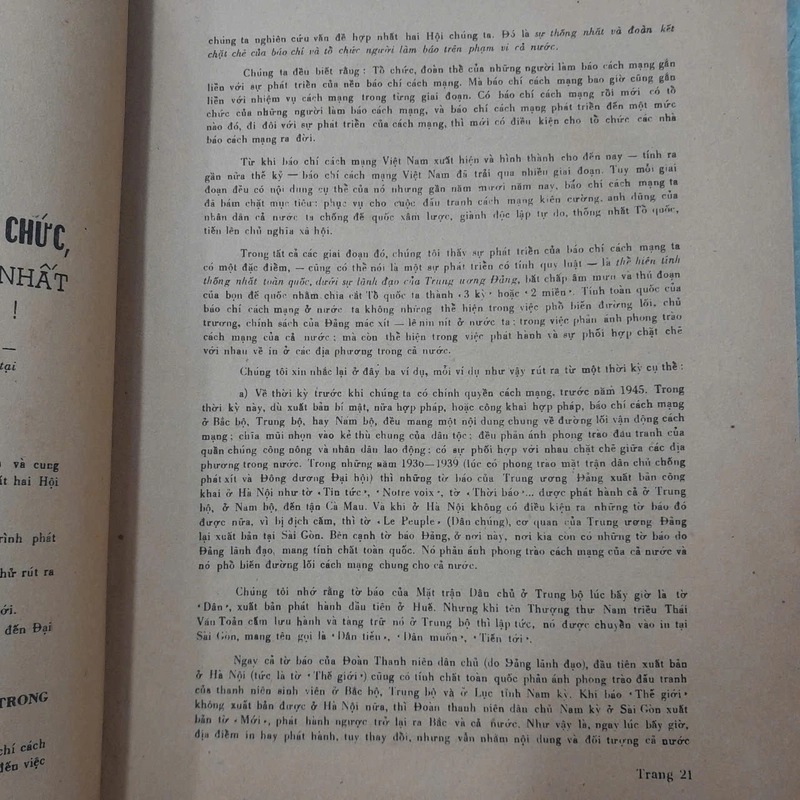 CHỨC,
NHẤT
!
tại
và cung
ất hai Hội
rình phát
hử rút ra
ới.
đến Đại
TRONG
chí cách
đến việc
chúng ta nghiên cứu vấn đề hợp nhất hai Hội chúng ta. Đó là sự thống nhất và đoàn kết
chặt chẽ của báo chí và tổ chức người làm báo trên phạm vi cả nước.
Chúng ta đều biết rằng : Tổ chức, đoàn thể của những người làm báo cách mạng gắn
liền với sự phát triển của nền báo chí cách mạng. Mà báo chí cách mạng bao giờ cũng gắn
liền với nhiệm vụ cách mạng trong từng giai đoạn. Có báo chí cách mạng rồi mới có tổ
chức của những người làm báo cách mạng, và báo chí cách mạng phát triển đến một mức
nào đó, đi đôi với sự phát triển của cách mạng, thì mới có điều kiện cho tổ chức các nhà
báo cách mạng ra đời.
Từ khi báo chí cách mạng Việt Nam xuất hiện và hình thành cho đến nay — tính ra
gần nửa thế kỷ — báo chí cách mạng Việt Nam đã trải qua nhiều giai đoạn. Tuy mỗi giai
đoạn đều có nội dung cụ thể của nó nhưng gần năm mươi năm nay, báo chí cách mạng ta
đã bám chặt mục tiêu : phục vụ cho cuộc đấu tranh cách mạng kiên cường, anh dũng của
nhân dân cả nước ta chống đế quốc xâm lược, giành độc lập tự do, thống nhất Tổ quốc,
tiến lên chủ nghĩa xã hội.
Trong tất cả các giai đoạn đó, chúng tôi thấy sự phát triển của báo chí cách mạng ta
có một đặc điểm, — cũng có thể nói là một sự phát triển có tính quy luật — là thể hiện tính
thống nhất toàn quốc, dưới sự lãnh đạo của Trung ương Đảng, bất chấp âm mưu và thủ đoạn
của bọn đế quốc nhằm chia cắt Tổ quốc ta thành «3 kỳ» hoặc «2 miền». Tính toàn quốc của
báo chí cách mạng ở nước ta không những thể hiện trong việc phổ biến đường lối, chủ
trương, chính sách của Đảng mác xít — lê nin nít ở nước ta ; trong việc phản ánh phong trào
cách mạng của cả nước ; mà còn thể hiện trong việc phát hành và sự phối hợp chặt chẽ
với nhau về in ở các địa phương trong cả nước.
Chúng tôi xin nhắc lại ở đây ba ví dụ, mỗi ví dụ như vậy rút ra từ một thời kỳ cụ thể :
a) Về thời kỳ trước khi chúng ta có chính quyền cách mạng, trước năm 1945. Trong
thời kỳ này, dù xuất bản bí mật, nửa hợp pháp, hoặc công khai hợp pháp, báo chí cách mạng
ở Bắc bộ, Trung bộ, hay Nam bộ, đều mang một nội dung chung về đường lối vận động cách
mạng ; chĩa mũi nhọn vào kẻ thù chung của dân tộc ; đều phản ánh phong trào đấu tranh của
quần chúng công nông và nhân dân lao động ; có sự phối hợp với nhau chặt chẽ giữa các địa
phương trong nước. Trong những năm 1936—1939 (lúc có phong trào mặt trận dân chủ chống
phát xít và Đông dương Đại hội) thì những tờ báo của Trung ương Đảng xuất bản công
khai ở Hà Nội như tờ «Tin tức», «Notre voix», tờ «Thời báo»... được phát hành cả ở Trung
bộ, ở Nam bộ, đến tận Cà Mau. Và khi ở Hà Nội không có điều kiện ra những tờ báo đó
được nữa, vì bị địch cấm, thì tờ «Le Peuple» (Dân chúng), cơ quan của Trung ương Đảng
lại xuất bản tại Sài Gòn. Bên cạnh tờ báo Đảng, ở nơi này, nơi kia còn có những tờ báo do
Đảng lãnh đạo, mang tính chất toàn quốc. Nó phản ánh phong trào cách mạng của cả nước và
nó phổ biến đường lối cách mạng chung cho cả nước.
Chúng tôi nhớ rằng tờ báo của Mặt trận Dân chủ ở Trung bộ lúc bấy giờ là tờ
«Dân», xuất bản phát hành đầu tiên ở Huế. Nhưng khi tên Thượng thư Nam triều Thái
Văn Toản cấm lưu hành và tàng trữ nó ở Trung bộ thì lập tức, nó được chuyển vào in tại
Sài Gòn, mang tên gọi là «Dân tiến», «Dân muốn», «Tiến tới».
Ngay cả tờ báo của Đoàn Thanh niên dân chủ (do Đảng lãnh đạo), đầu tiên xuất bản
ở Hà Nội (tức là tờ «Thế giới») cũng có tính chất toàn quốc phản ánh phong trào đấu tranh
của thanh niên sinh viên ở Bắc bộ, Trung bộ và ở Lục tỉnh Nam kỳ. Khi báo «Thế giới»
không xuất bản được ở Hà Nội nữa, thì Đoàn thanh niên dân chủ Nam kỳ ở Sài Gòn xuất
bản tờ «Mới», phát hành ngược trở lại ra Bắc và cả nước. Như vậy là, ngay lúc bấy giờ,
địa điểm in hay phát hành, tuy thay đổi, nhưng vẫn nhằm nội dung và đối tượng cả nước
Trang 21